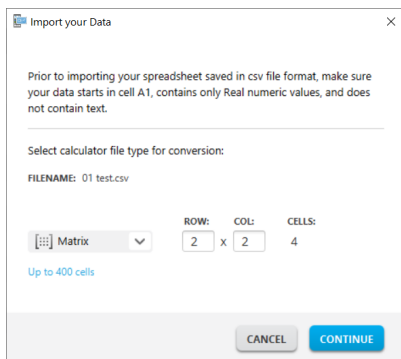 Import your Data
Prior to importing your spreadsheet saved in csv file format, make sure
your data starts in cell A1, contains only Real numeric values, and does
not contain text.
Select calculator file type for conversion:
FILENAME: 01 test.csv
ROW: COL: CELLS:
Matrix 2 x 2 4
Up to 400 cells
CANCEL CONTINUE